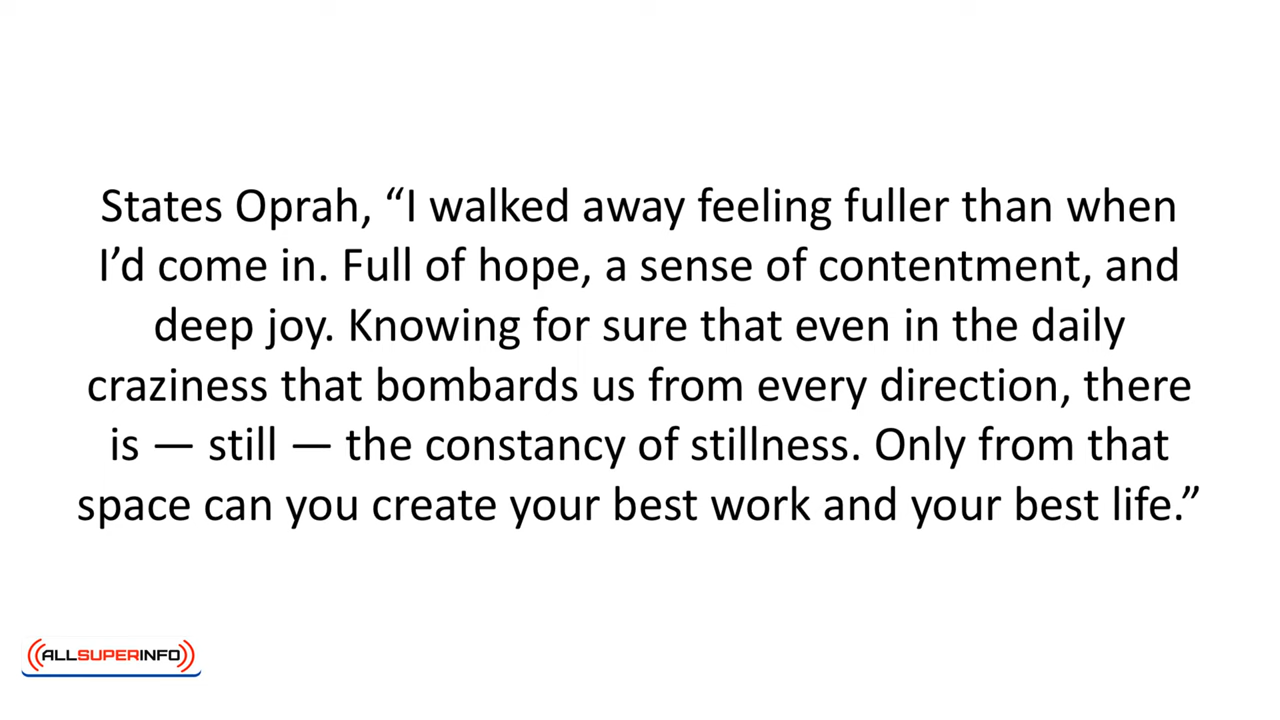 States Oprah, “I walked away feeling fuller than when
I’d come in. Full of hope, a sense of contentment, and
deep joy. Knowing for sure that even in the daily
craziness that bombards us from every direction, there
is — still — the constancy of stillness. Only from that
space can you create your best work and your best life.”
ALLSUPERINFO